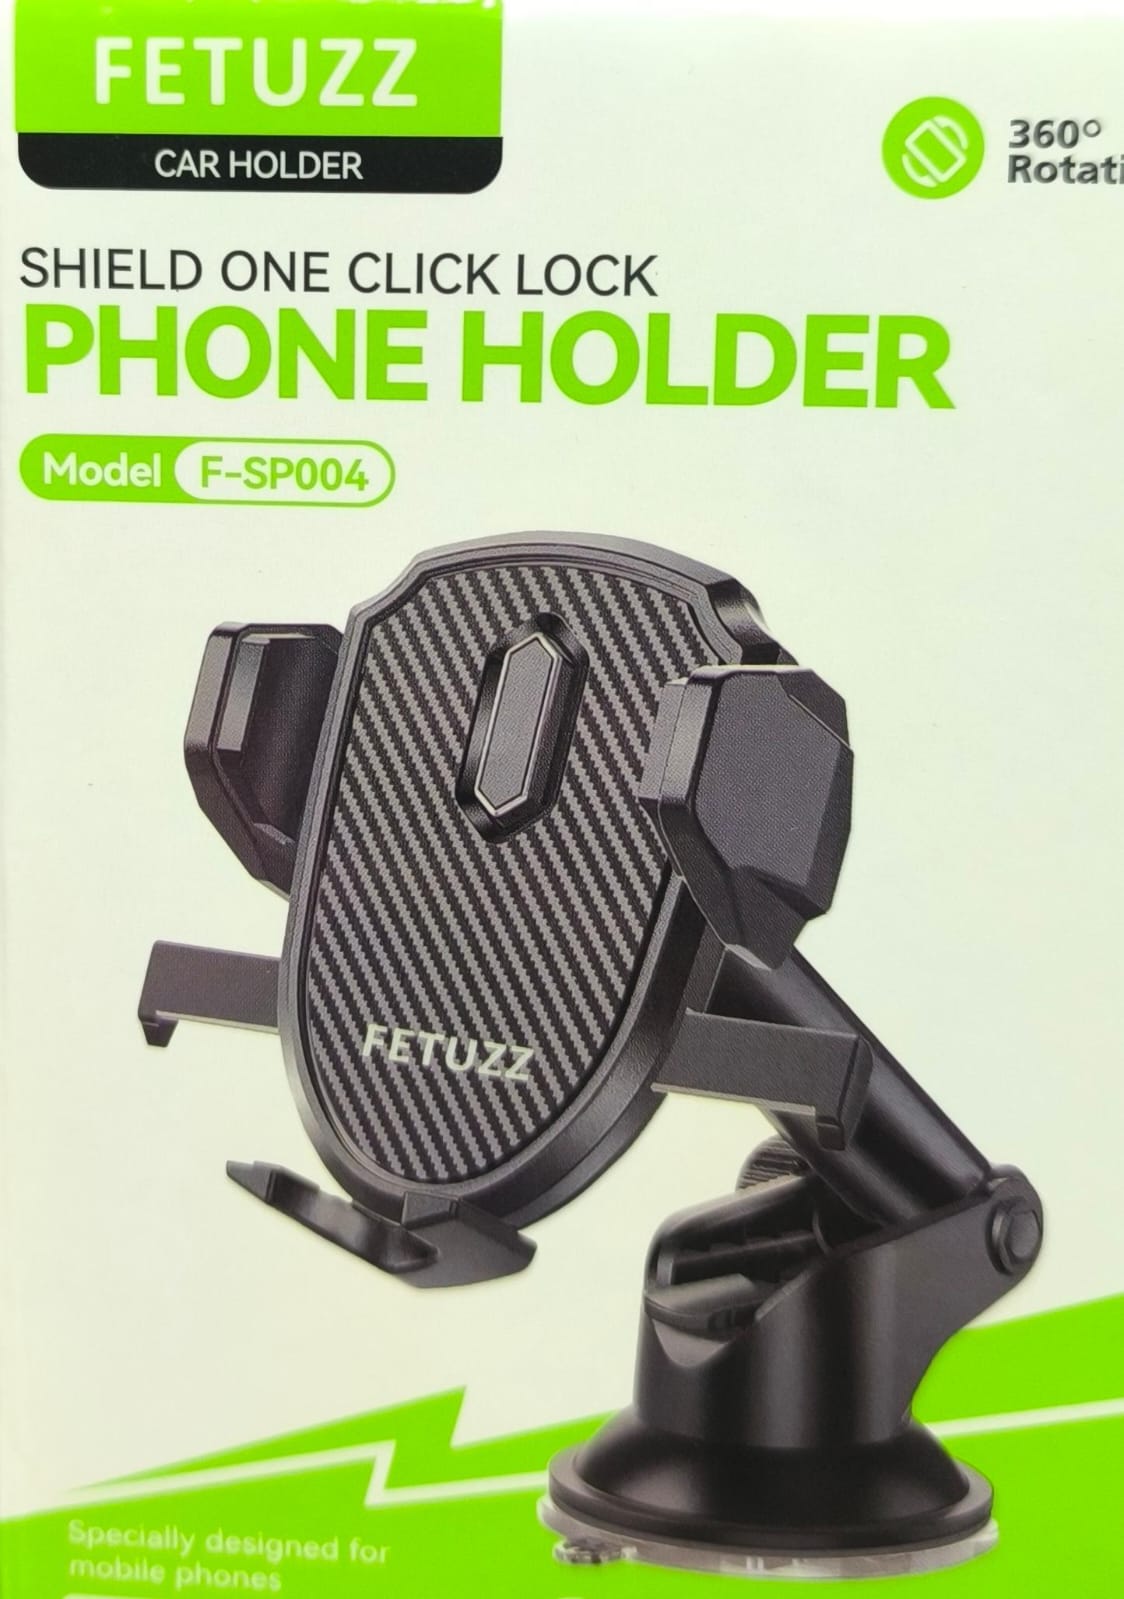 FETUZZ
CAR HOLDER
360°
Rotati
SHIELD ONE CLICK LOCK
PHONE HOLDER
Model F-SP004
FETUZZ
Specially designed for
mobile phones